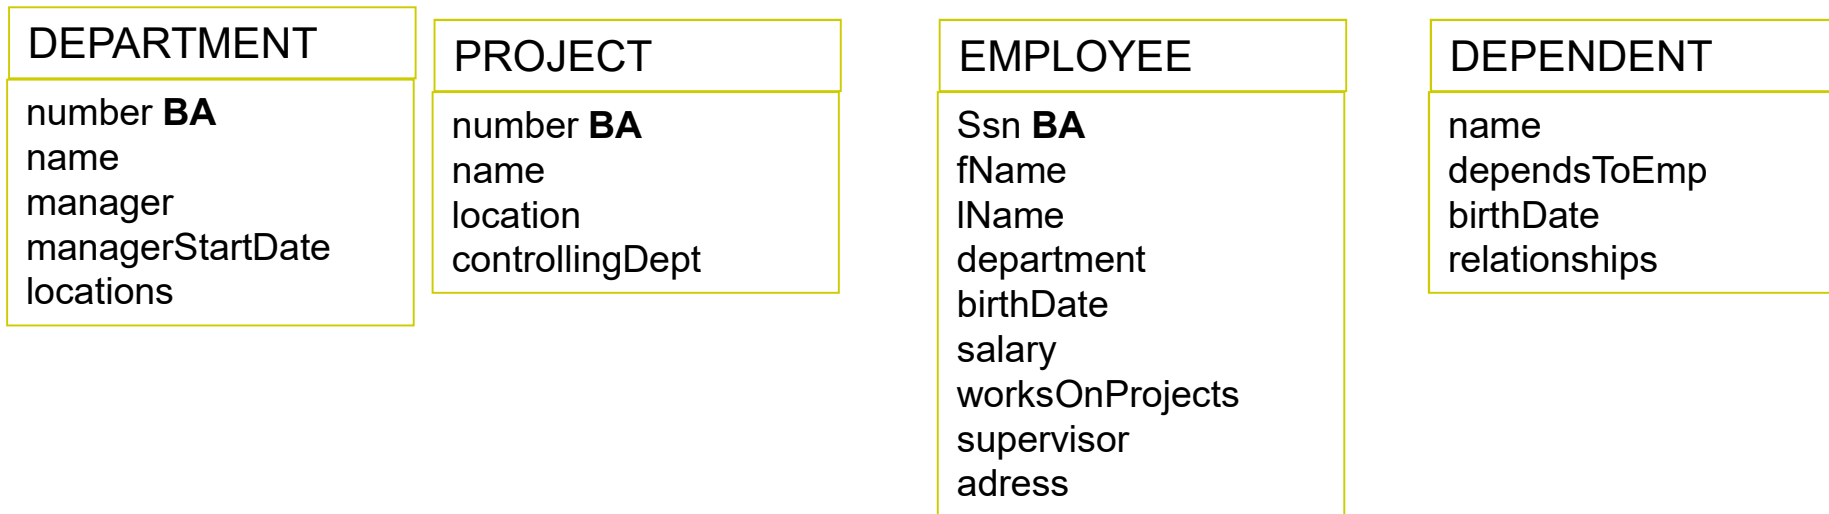 DEPARTMENT
number BA
name
manager
managerStartDate
locations
PROJECT
number BA
name
location
controllingDept
EMPLOYEE
Ssn BA
fName
lName
department
birthDate
salary
worksOnProjects
supervisor
adress
DEPENDENT
name
dependsToEmp
birthDate
relationships